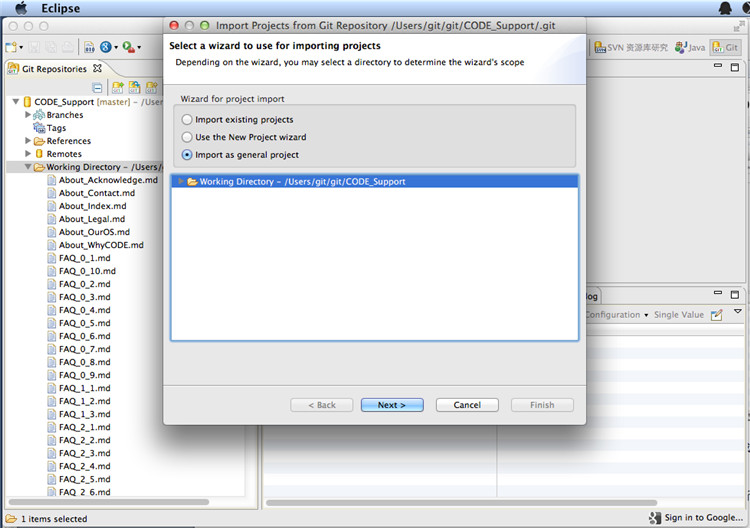 Eclipse
Import Projects from Git Repository /Users/git/git/CODE_Support/.git
Select a wizard to use for importing projects
Depending on the wizard, you may select a directory to determine the wizard's scope
SVN 资源库研究
Java
Git
Git Repositories
CODE_Support [master] – /User
Branches
Tags
References
Remotes
Working Directory – /Users/g
About_Acknowledge.md
About_Contact.md
About_Index.md
About_Legal.md
About_OurOS.md
About_WhyCODE.md
FAQ_0_1.md
FAQ_0_10.md
FAQ_0_2.md
FAQ_0_3.md
FAQ_0_4.md
FAQ_0_5.md
FAQ_0_6.md
FAQ_0_7.md
FAQ_0_8.md
FAQ_0_9.md
FAQ_1_1.md
FAQ_1_2.md
FAQ_1_3.md
FAQ_2_1.md
FAQ_2_2.md
FAQ_2_3.md
FAQ_2_4.md
FAQ_2_5.md
FAQ_2_6.md
Wizard for project import
Import existing projects
Use the New Project wizard
Import as general project
Working Directory – /Users/git/git/CODE_Support
< Back
Next >
Cancel
Finish
log
Configuration
Single Value
1 items selected
Sign in to Google...